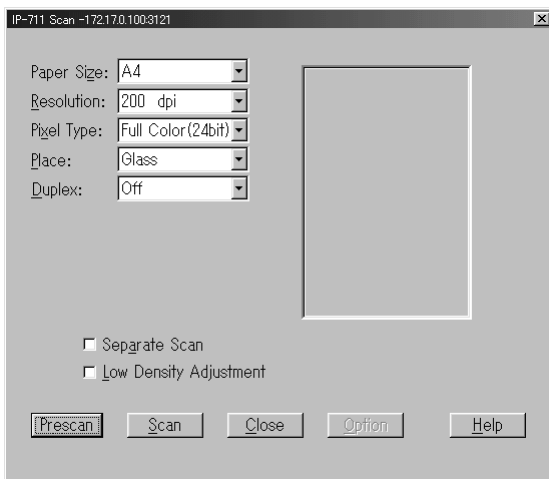 IP-711 Scan -172.17.0.100:3121
Paper Size: A4
Resolution: 200 dpi
Pixel Type: Full Color(24bit)
Place: Glass
Duplex: Off
Separate Scan
Low Density Adjustment
Prescan Scan Close Option Help